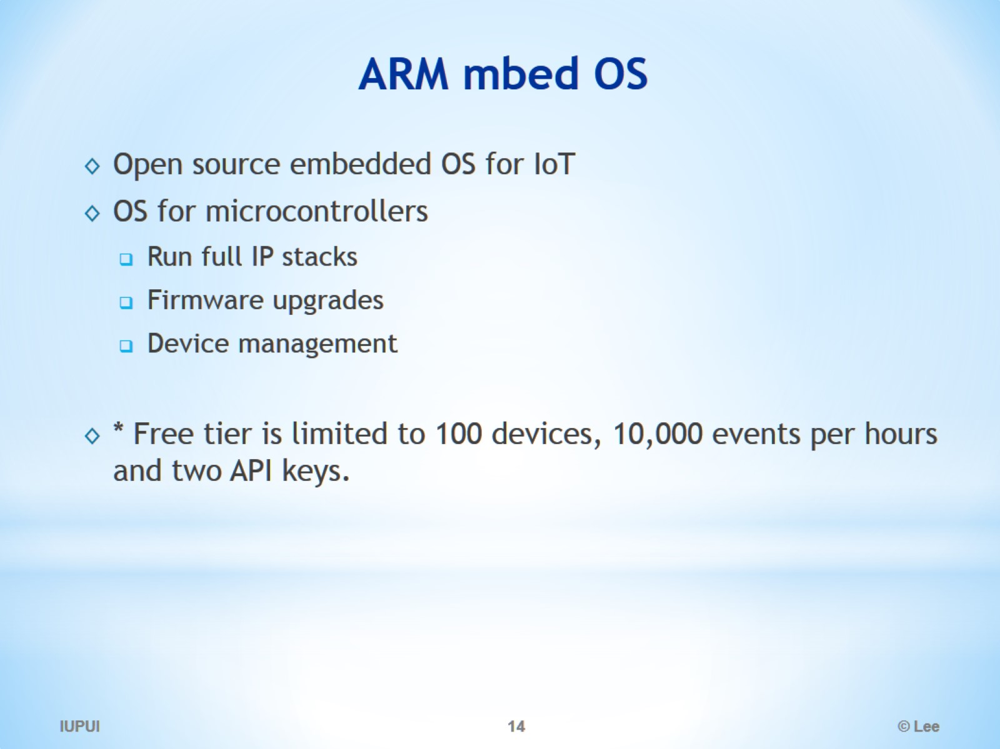 ARM mbed OS
◇ Open source embedded OS for IoT
◇ OS for microcontrollers
❑ Run full IP stacks
❑ Firmware upgrades
❑ Device management
◇ * Free tier is limited to 100 devices, 10,000 events per hours
and two API keys.
IUPUI 14 © Lee